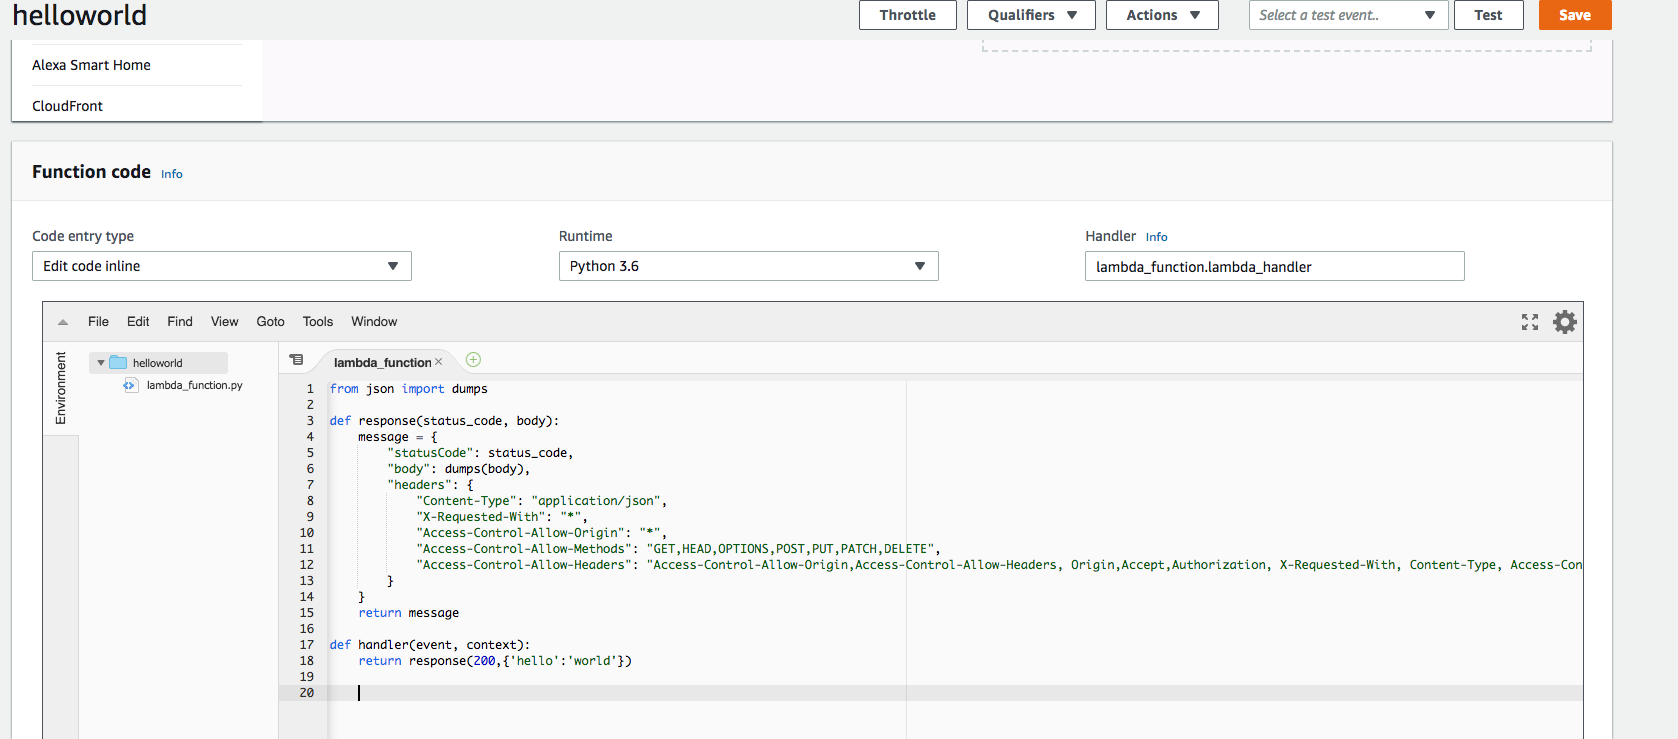 helloworld
Throttle Qualifiers Actions Select a test event.. Test Save
Alexa Smart Home
CloudFront
Function code Info
Code entry type Runtime Handler Info
Edit code inline Python 3.6 lambda_function.lambda_handler
File Edit Find View Goto Tools Window
Environment
helloworld
lambda_function.py
lambda_function ×
1 from json import dumps
2
3 def response(status_code, body):
4     message = {
5         "statusCode": status_code,
6         "body": dumps(body),
7         "headers": {
8             "Content-Type": "application/json",
9             "X-Requested-With": "*",
10             "Access-Control-Allow-Origin": "*",
11             "Access-Control-Allow-Methods": "GET,HEAD,OPTIONS,POST,PUT,PATCH,DELETE",
12             "Access-Control-Allow-Headers": "Access-Control-Allow-Origin,Access-Control-Allow-Headers, Origin,Accept,Authorization, X-Requested-With, Content-Type, Access-Con
13         }
14     }
15     return message
16
17 def handler(event, context):
18     return response(200,{'hello':'world'})
19
20